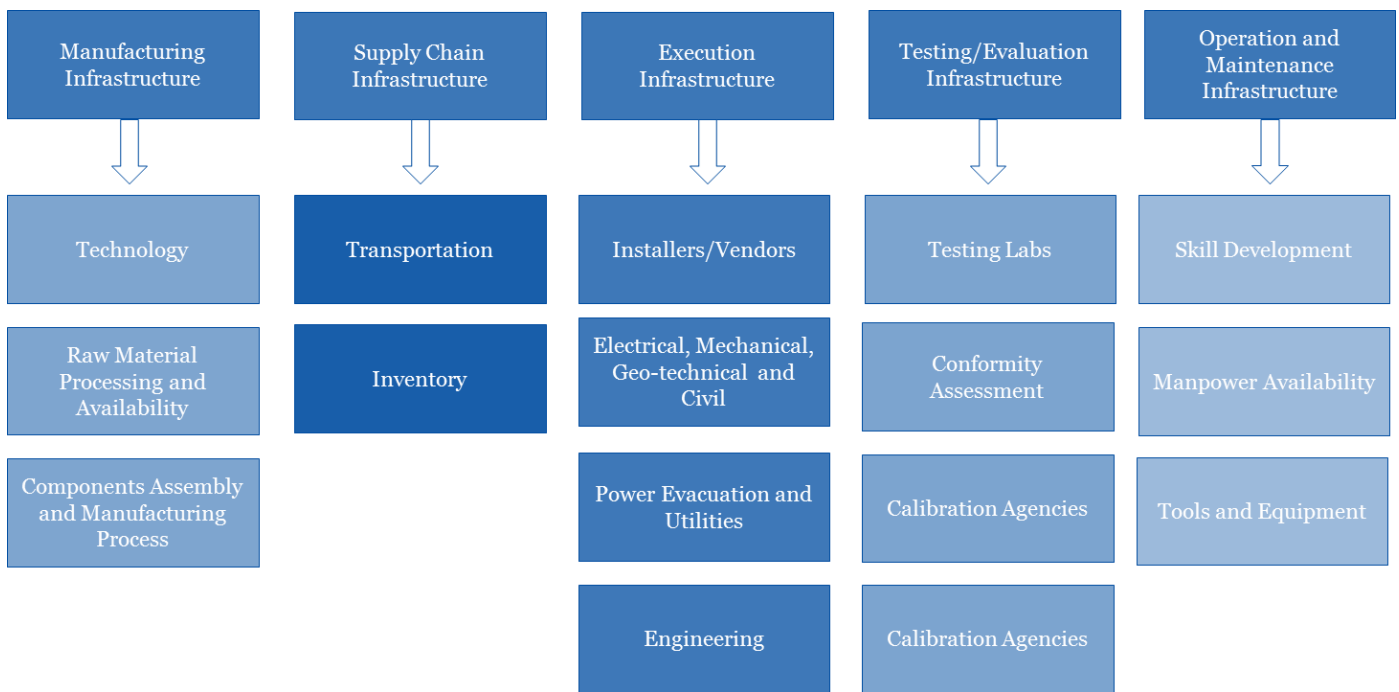 Manufacturing
Infrastructure
Supply Chain
Infrastructure
Execution
Infrastructure
Testing/Evaluation
Infrastructure
Operation and
Maintenance
Infrastructure
Technology
Transportation
Installers/Vendors
Testing Labs
Skill Development
Raw Material
Processing and
Availability
Inventory
Electrical, Mechanical,
Geo-technical and
Civil
Conformity
Assessment
Manpower Availability
Components Assembly
and Manufacturing
Process
Power Evacuation and
Utilities
Calibration Agencies
Tools and Equipment
Engineering
Calibration Agencies